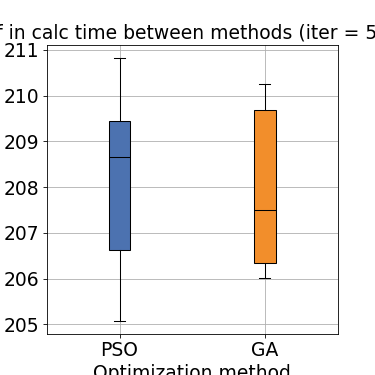 in calc time between methods (iter = 5
211
210
209
208
207
206
205
PSO GA
Optimization method